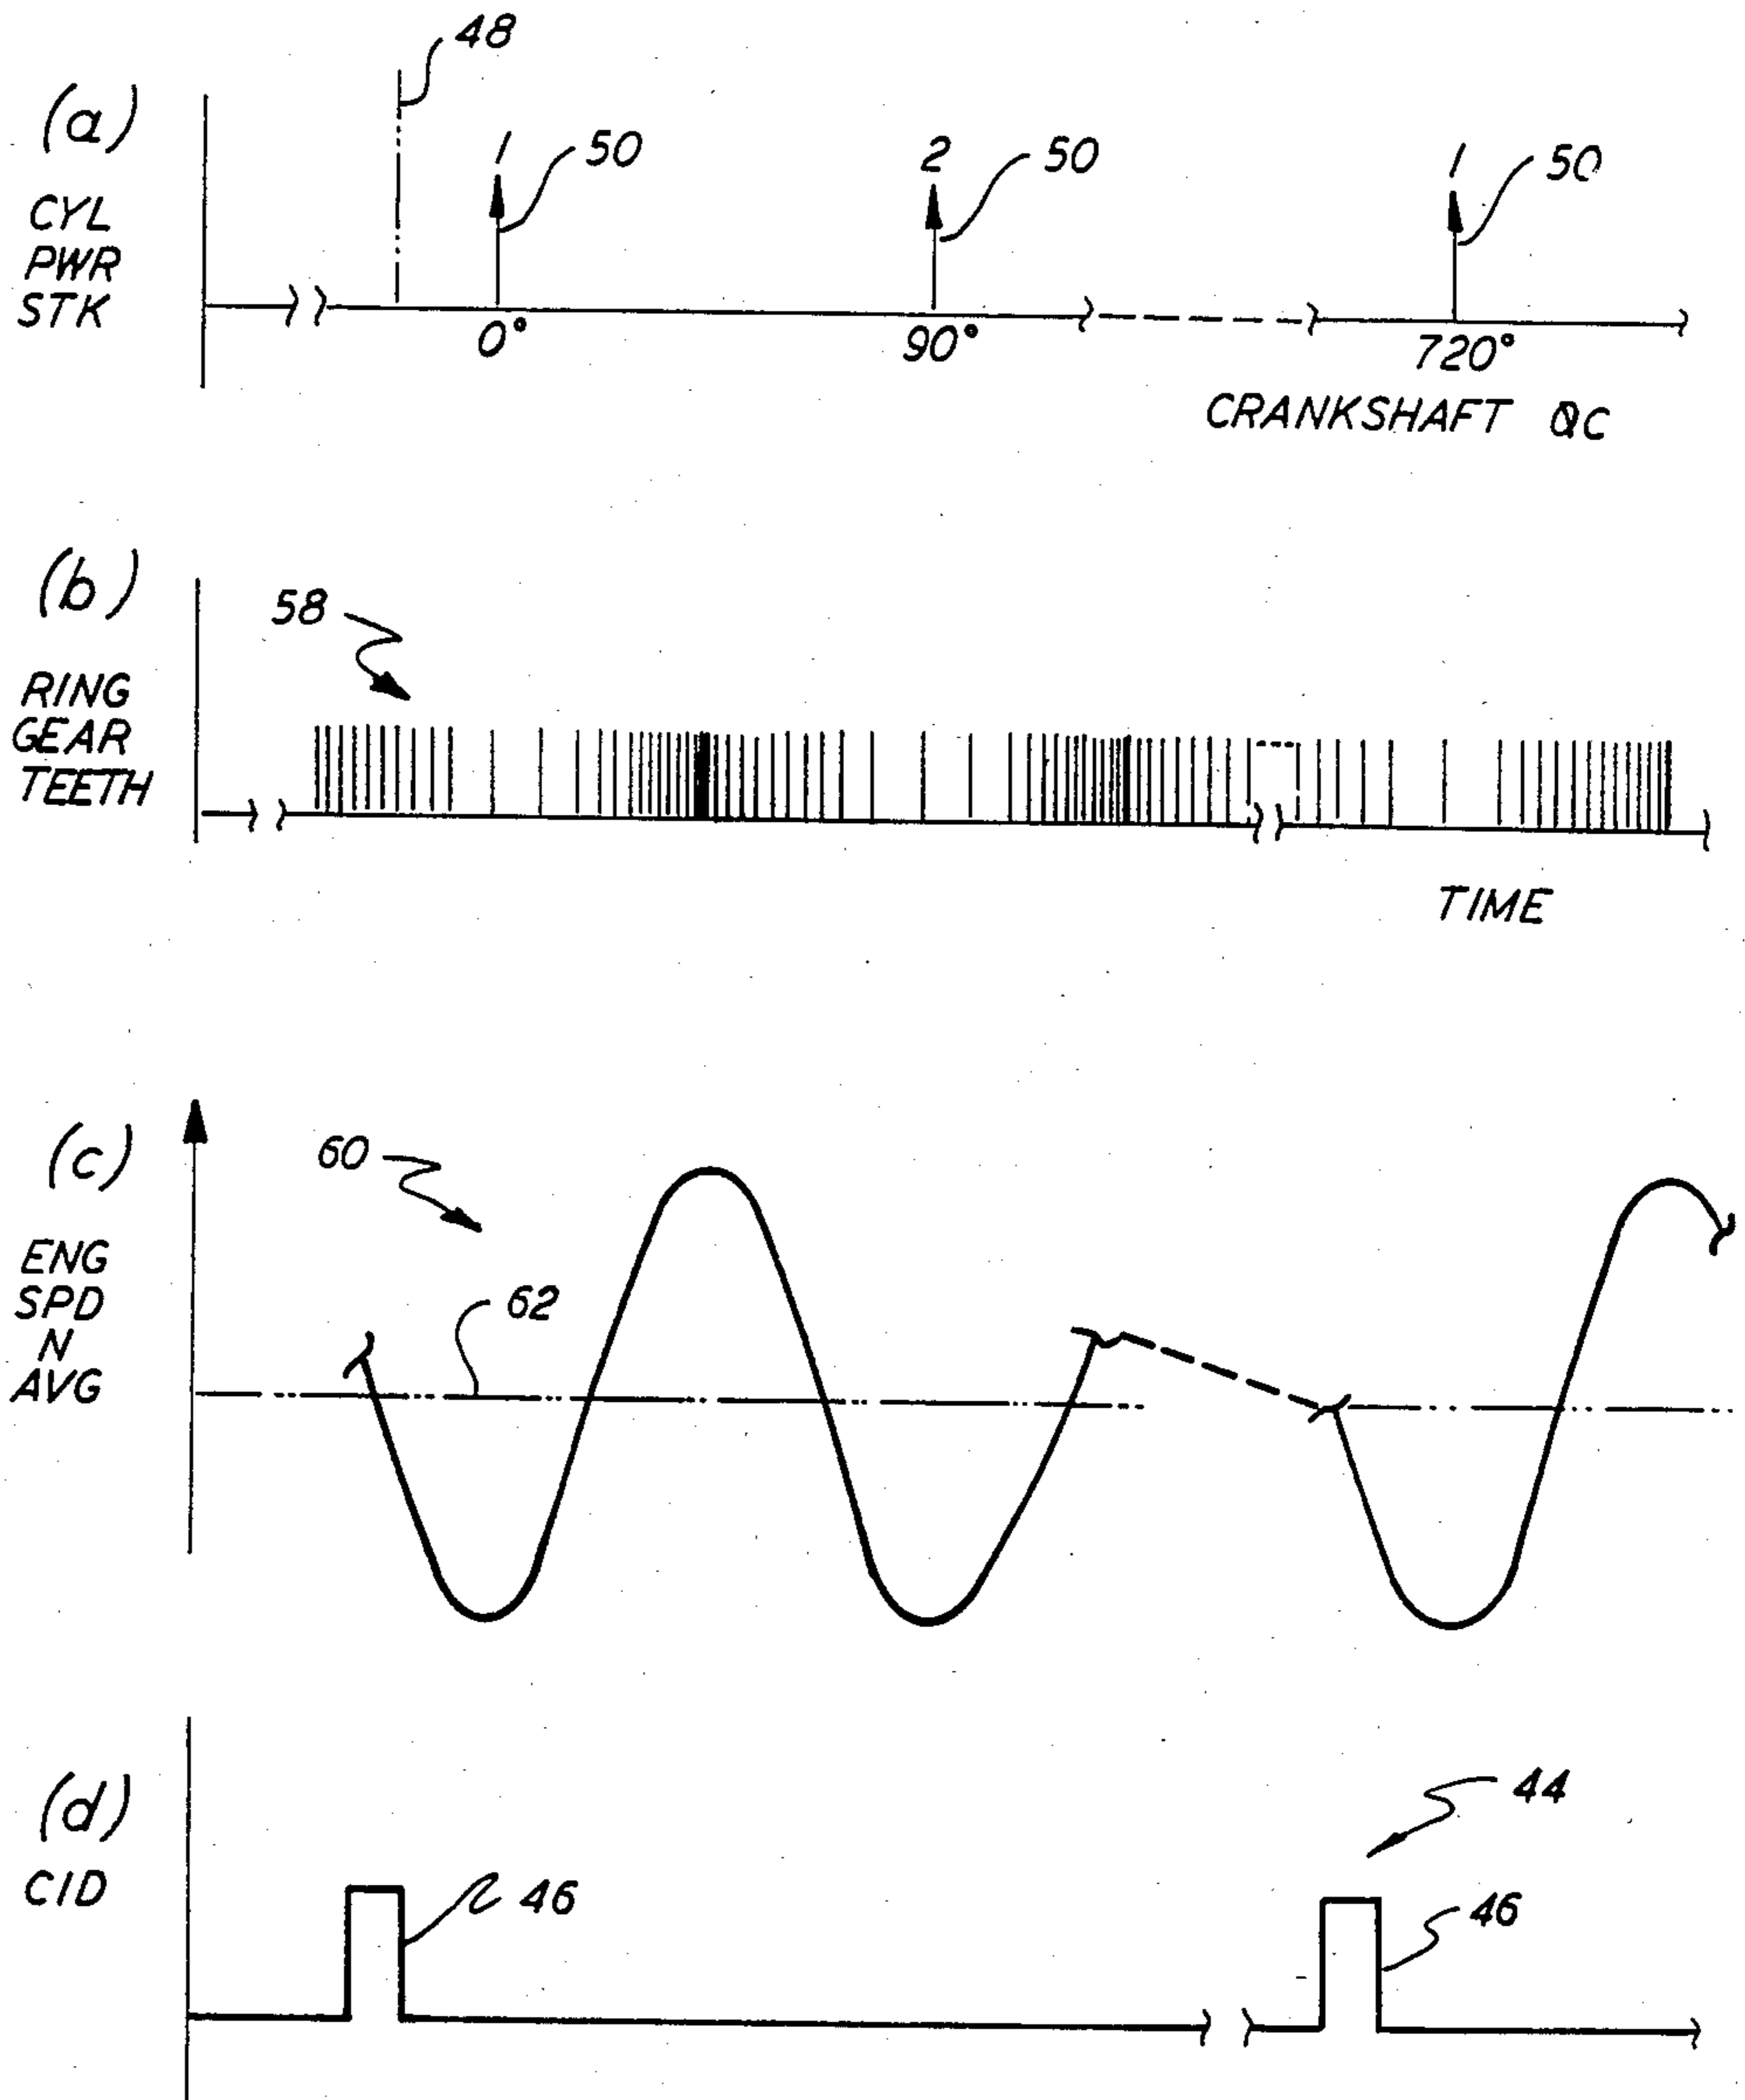 48
(a)
1
50
2
50
1
50
CYL
PWR
STK
0°
90°
720°
CRANKSHAFT θC
(b)
58
RING
GEAR
TEETH
TIME
(c)
60
ENG
SPD
N
AVG
62
(d)
44
CID
46
46